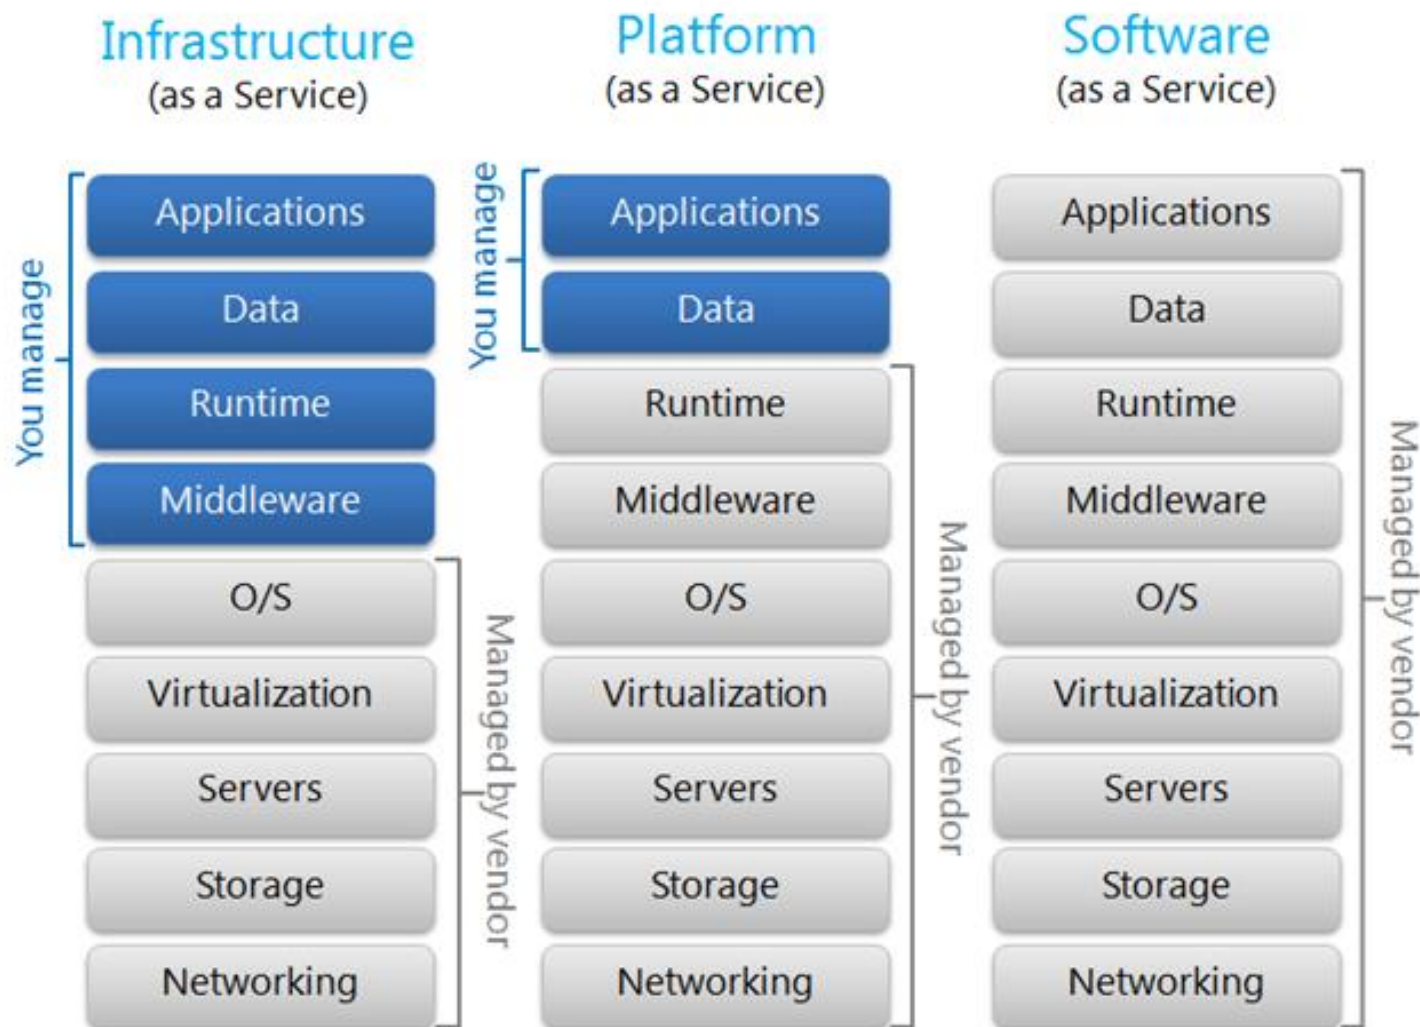 Infrastructure
(as a Service)
You manage
Applications
Data
Runtime
Middleware
O/S
Virtualization
Servers
Storage
Networking
Managed by vendor
Platform
(as a Service)
You manage
Applications
Data
Runtime
Middleware
O/S
Virtualization
Servers
Storage
Networking
Managed by vendor
Software
(as a Service)
Applications
Data
Runtime
Middleware
O/S
Virtualization
Servers
Storage
Networking
Managed by vendor